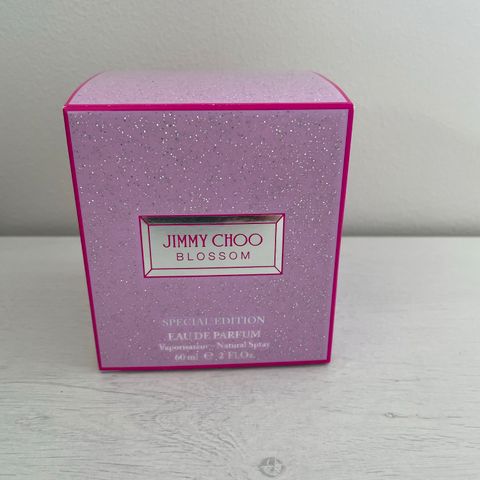 JIMMY CHOO
BLOSSOM
SPECIAL EDITION
EAU DE PARFUM
Vaporisateur - Natural Spray
60 ml ℮ 2 FL.Oz.